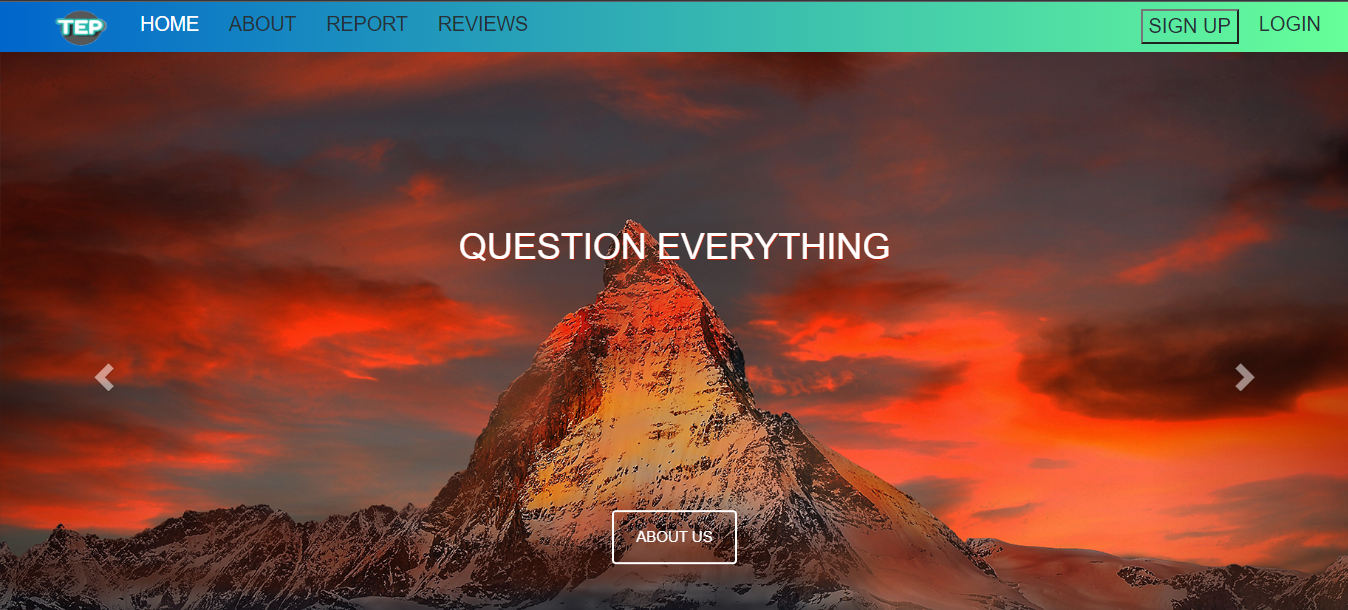 TEP HOME ABOUT REPORT REVIEWS SIGN UP LOGIN
QUESTION EVERYTHING
ABOUT US